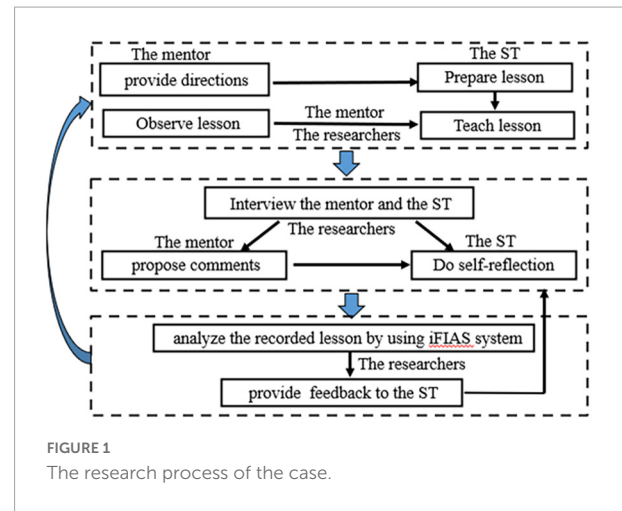 The mentor
The ST
provide directions
Prepare lesson
Observe lesson
The mentor
The researchers
Teach lesson
Interview the mentor and the ST
The researchers
The mentor
The ST
propose comments
Do self-reflection
analyze the recorded lesson by using iFIAS system
The researchers
provide feedback to the ST
FIGURE 1
The research process of the case.